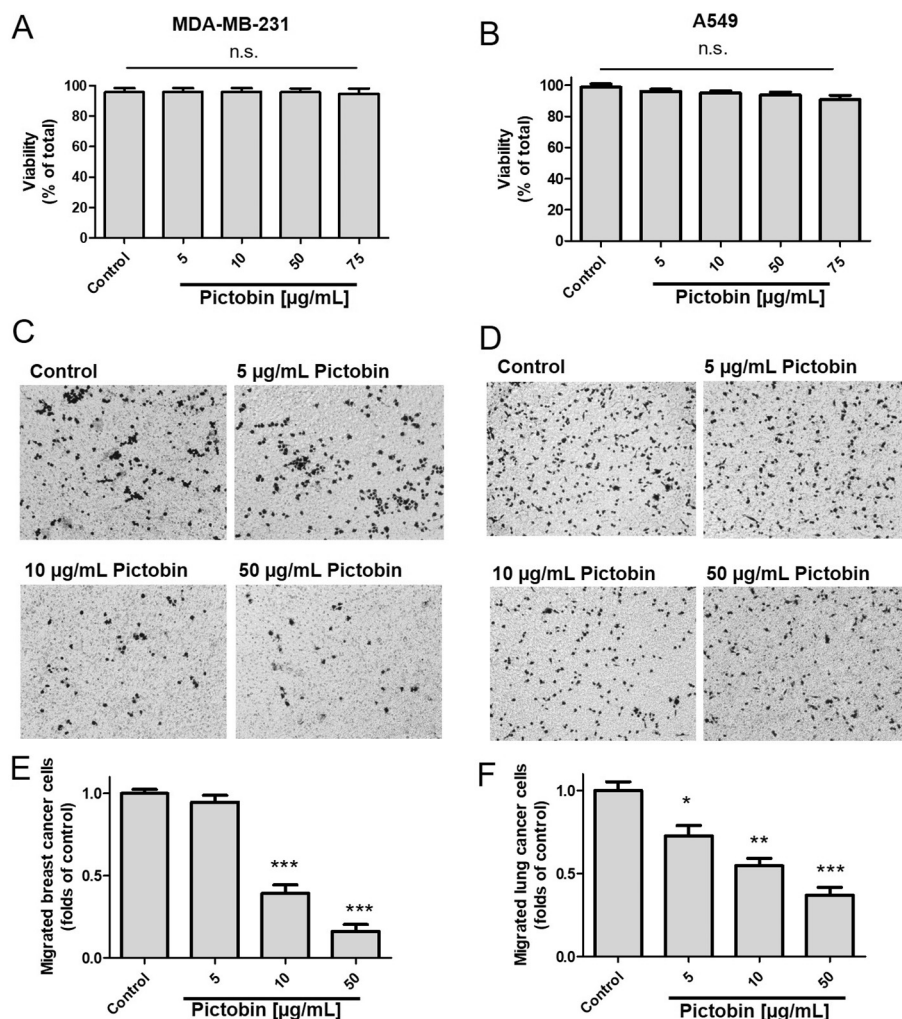 A
MDA-MB-231
n.s.
Viability
(% of total)
100
80
60
40
20
0
Control
5
10
50
75
Pictobin [µg/mL]
B
A549
n.s.
Viability
(% of total)
100
80
60
40
20
0
Control
5
10
50
75
Pictobin [µg/mL]
C
Control
5 µg/mL Pictobin
10 µg/mL Pictobin
50 µg/mL Pictobin
D
Control
5 µg/mL Pictobin
10 µg/mL Pictobin
50 µg/mL Pictobin
E
Migrated breast cancer cells
(folds of control)
1.0
0.5
0.0
***
***
Control
5
10
50
Pictobin [µg/mL]
F
Migrated lung cancer cells
(folds of control)
1.0
0.5
0.0
*
**
***
Control
5
10
50
Pictobin [µg/mL]